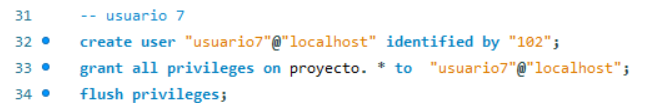 31 -- usuario 7
32 create user "usuario7"@"localhost" identified by "102";
33 grant all privileges on proyecto. * to "usuario7"@"localhost";
34 flush privileges;